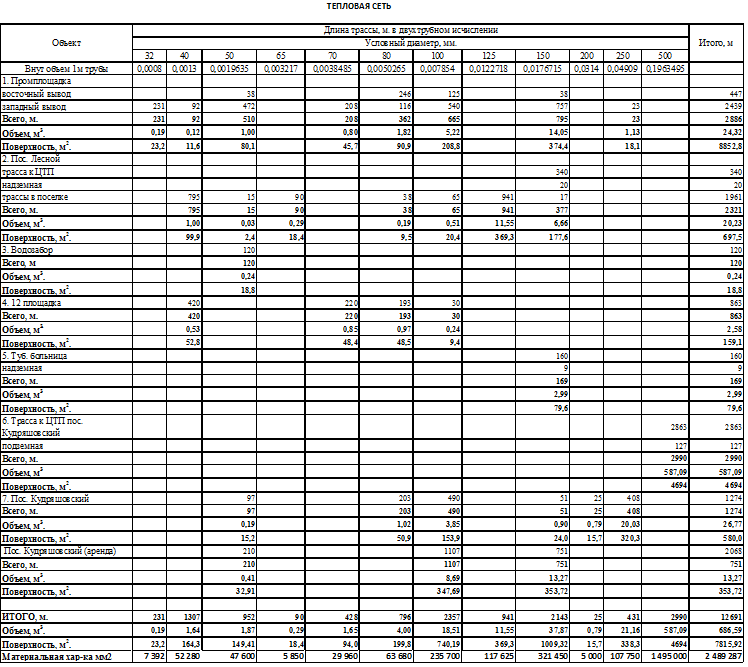 ТЕПЛОВАЯ СЕТЬ
Объект Длина трассы, м. в двухтрубном исчислении Итого, м
Условный диаметр, мм.
32 40 50 65 70 80 100 125 150 200 250 500
Внут объем 1м трубы 0,0008 0,0013 0,0019635 0,003217 0,0038485 0,0050265 0,007854 0,0122718 0,0176715 0,0314 0,04909 0,1963495
1. Промплощадка
восточный вывод 38 246 125 38 447
западный вывод 231 92 472 208 116 540 757 23 2439
Всего, м. 231 92 510 208 362 665 795 23 2886
Объем, м³. 0,19 0,12 1,00 0,80 1,82 5,22 14,05 1,13 24,32
Поверхность, м². 23,2 11,6 80,1 45,7 90,9 208,8 374,4 18,1 8852,8
2. Пос. Лесной
трасса к ЦТП 340 340
надземная 20 20
трассы в поселке 795 15 90 38 65 941 17 1961
Всего, м. 795 15 90 38 65 941 377 2321
Объем, м³. 1,00 0,03 0,29 0,19 0,51 11,55 6,66 20,23
Поверхность, м². 99,9 2,4 18,4 9,5 20,4 369,3 177,6 697,5
3. Водозабор 120 120
Всего, м 120 120
Объем, м³. 0,24 0,24
Поверхность, м². 18,8 18,8
4. 12 площадка 420 220 193 30 863
Всего, м. 420 220 193 30 863
Объем, м² 0,53 0,85 0,97 0,24 2,58
Поверхность, м². 52,8 48,4 48,5 9,4 159,1
5. Туб. больница 160 160
надземная 9 9
Всего, м. 169 169
Объем, м³ 2,99 2,99
Поверхность, м². 79,6 79,6
6. Трасса к ЦТП пос.
Кудряшовский 2863 2863
подземная 127 127
Всего, м. 2990 2990
Объем, м³ 587,09 587,09
Поверхность, м². 4694 4694
7. Пос. Кудряшовский 97 203 490 51 25 408 1274
Всего, м. 97 203 490 51 25 408 1274
Объем, м³. 0,19 1,02 3,85 0,90 0,79 20,03 26,77
Поверхность, м². 15,2 50,9 153,9 24,0 15,7 320,3 580,0
Пос. Кудряшовский (аренда) 210 1107 751 2068
Всего, м. 210 1107 751 751
Объем, м³. 0,41 8,69 13,27 13,27
Поверхность, м². 32,91 347,69 353,72 353,72
ИТОГО, м. 231 1307 952 90 428 796 2357 941 2143 25 431 2990 12691
Объем, м³. 0,19 1,64 1,87 0,29 1,65 4,00 18,51 11,55 37,87 0,79 21,16 587,09 686,59
Поверхность, м². 23,2 164,3 149,41 18,4 94,0 199,8 740,19 369,3 1009,32 15,7 338,3 4694 7815,92
Материальная хар-ка мм2 7 392 52 280 47 600 5 850 29 960 63 680 235 700 117 625 321 450 5 000 107 750 1 495 000 2 489 287